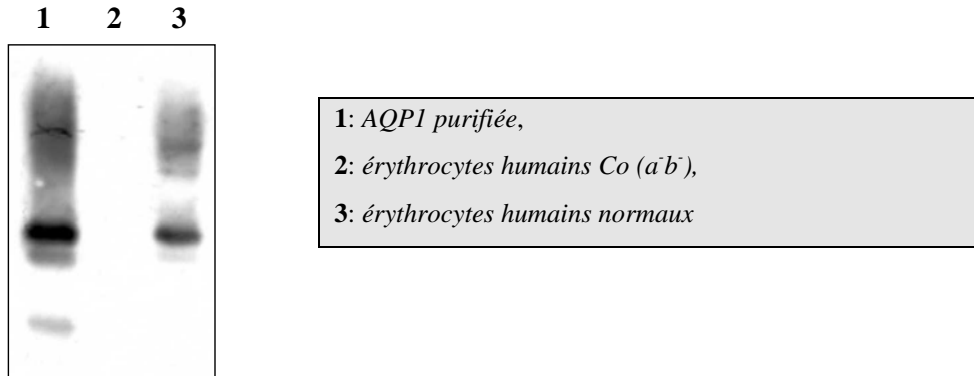 1 2 3
1: AQP1 purifiée,
2: érythrocytes humains Co (a⁻b⁻),
3: érythrocytes humains normaux